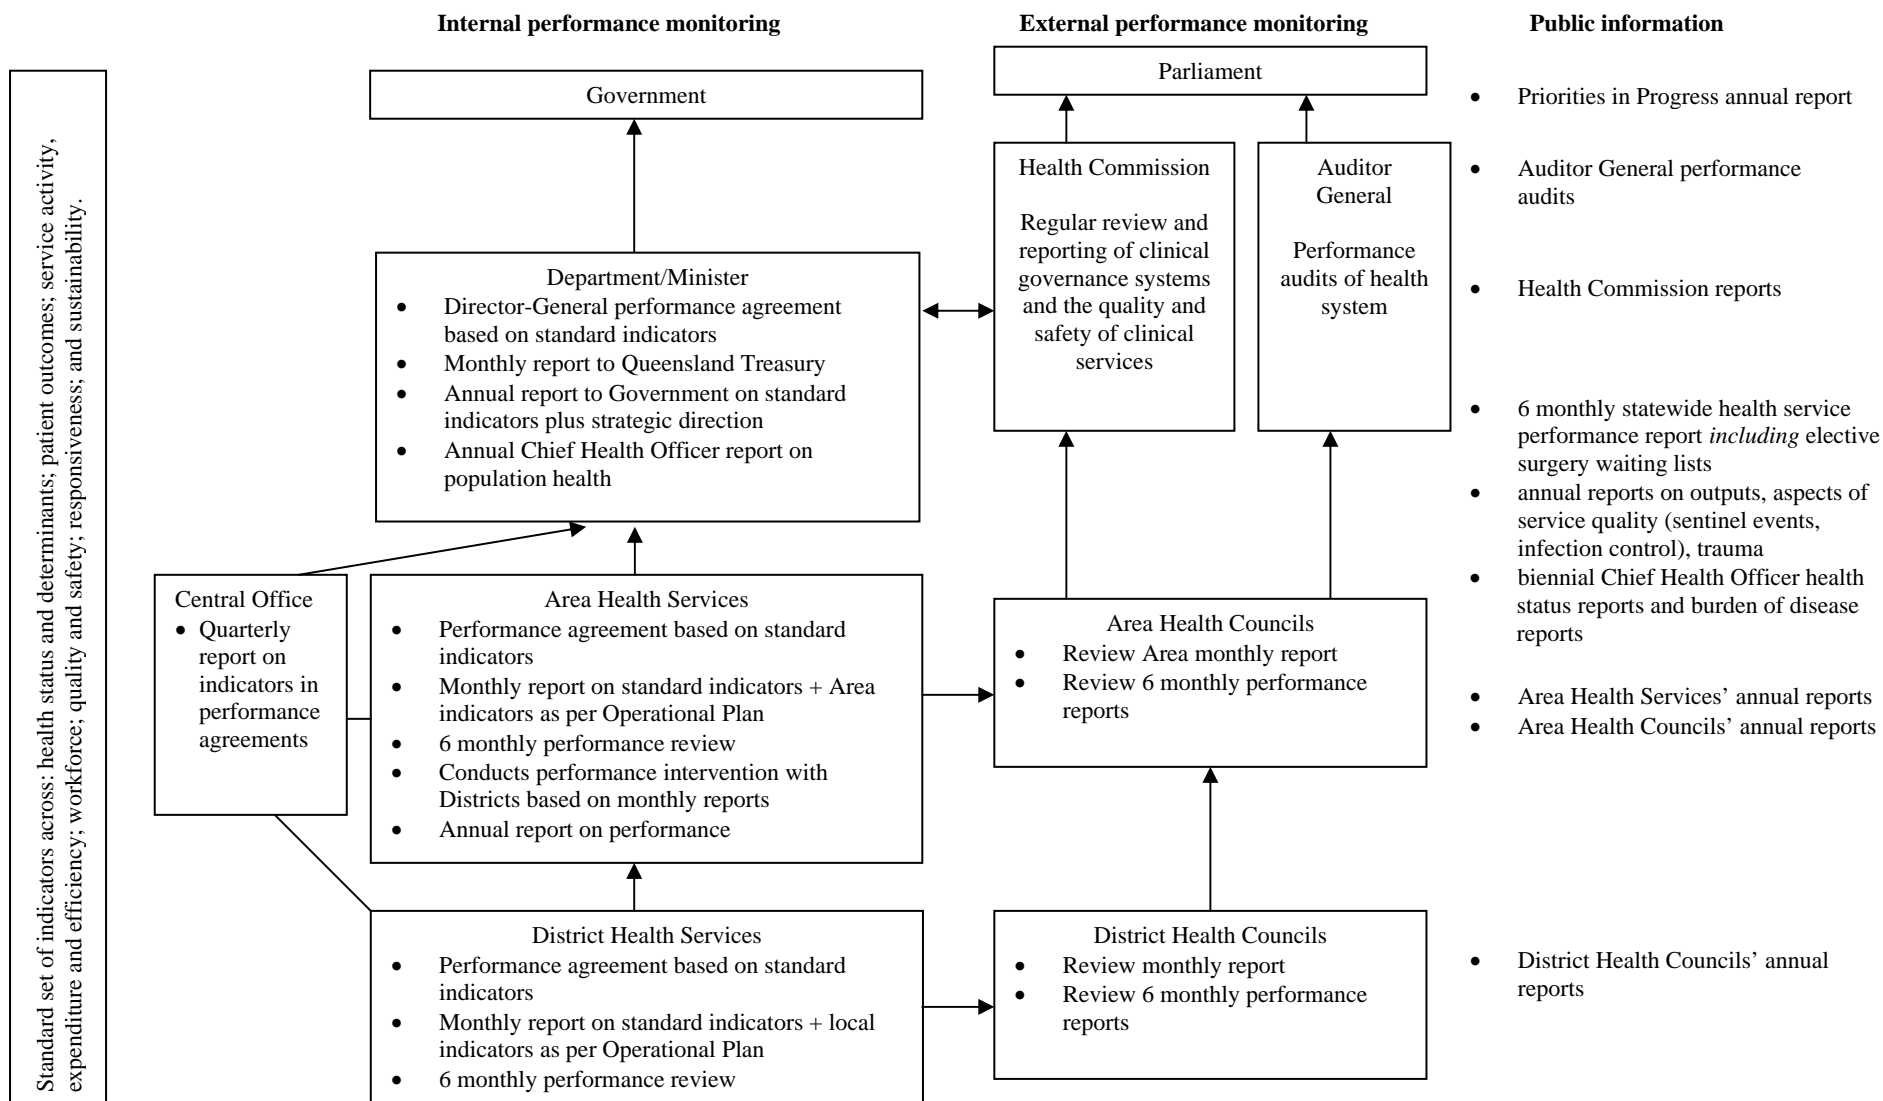 Internal performance monitoring
External performance monitoring
Public information
Standard set of indicators across: health status and determinants; patient outcomes; service activity,
expenditure and efficiency; workforce; quality and safety; responsiveness; and sustainability.
Government
Department/Minister
• Director-General performance agreement
based on standard indicators
• Monthly report to Queensland Treasury
• Annual report to Government on standard
indicators plus strategic direction
• Annual Chief Health Officer report on
population health
Central Office
• Quarterly
report on
indicators in
performance
agreements
Area Health Services
• Performance agreement based on standard
indicators
• Monthly report on standard indicators + Area
indicators as per Operational Plan
• 6 monthly performance review
• Conducts performance intervention with
Districts based on monthly reports
• Annual report on performance
District Health Services
• Performance agreement based on standard
indicators
• Monthly report on standard indicators + local
indicators as per Operational Plan
• 6 monthly performance review
Parliament
Health Commission
Regular review and
reporting of clinical
governance systems
and the quality and
safety of clinical
services
Auditor
General
Performance
audits of health
system
Area Health Councils
• Review Area monthly report
• Review 6 monthly performance
reports
District Health Councils
• Review monthly report
• Review 6 monthly performance
reports
• Priorities in Progress annual report
• Auditor General performance
audits
• Health Commission reports
• 6 monthly statewide health service
performance report including elective
surgery waiting lists
• annual reports on outputs, aspects of
service quality (sentinel events,
infection control), trauma
• biennial Chief Health Officer health
status reports and burden of disease
reports
• Area Health Services’ annual reports
• Area Health Councils’ annual reports
• District Health Councils’ annual
reports